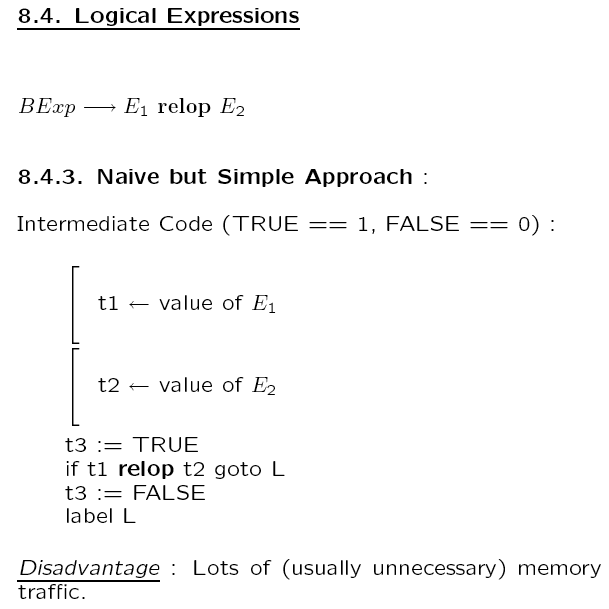 8.4. Logical Expressions
BExp ⟶ E₁ relop E₂
8.4.3. Naive but Simple Approach :
Intermediate Code (TRUE == 1, FALSE == 0) :
t1 ← value of E₁
t2 ← value of E₂
t3 := TRUE
if t1 relop t2 goto L
t3 := FALSE
label L
Disadvantage : Lots of (usually unnecessary) memory
traffic.